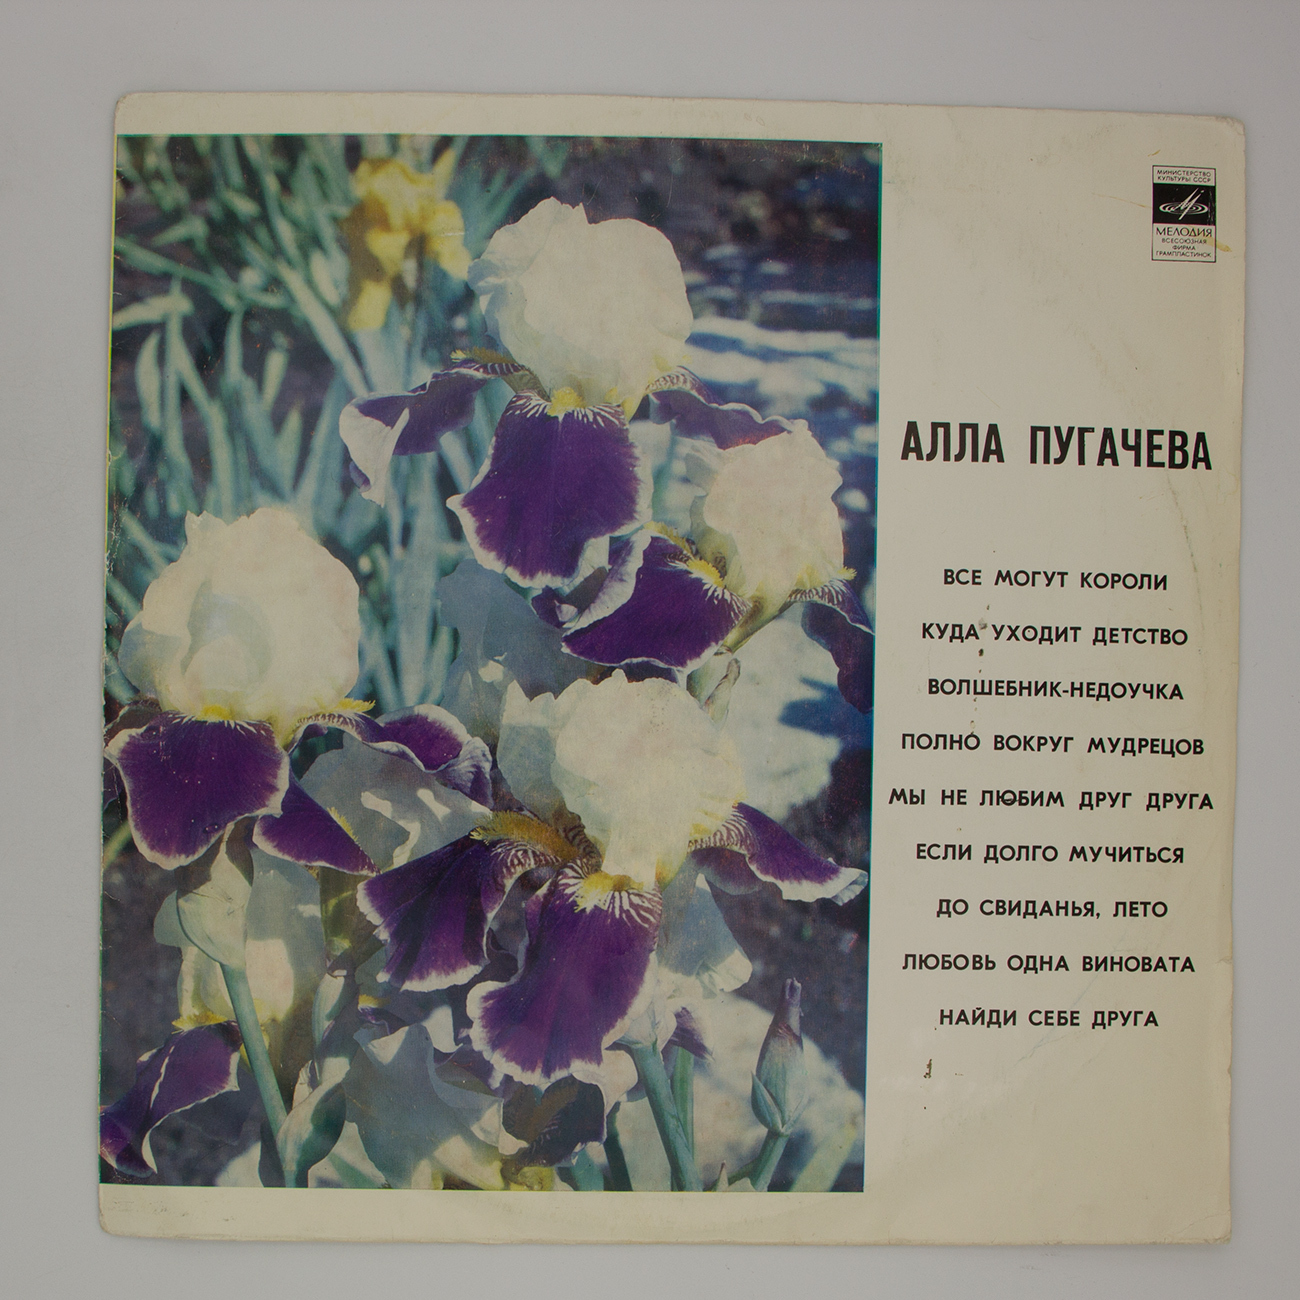 МИНИСТЕРСТВО
КУЛЬТУРЫ СССР
МЕЛОДИЯ
ВСЕСОЮЗНАЯ
ФИРМА
ГРАМПЛАСТИНОК
АЛЛА ПУГАЧЕВА
ВСЕ МОГУТ КОРОЛИ
КУДА УХОДИТ ДЕТСТВО
ВОЛШЕБНИК-НЕДОУЧКА
ПОЛНО ВОКРУГ МУДРЕЦОВ
МЫ НЕ ЛЮБИМ ДРУГ ДРУГА
ЕСЛИ ДОЛГО МУЧИТЬСЯ
ДО СВИДАНЬЯ, ЛЕТО
ЛЮБОВЬ ОДНА ВИНОВАТА
НАЙДИ СЕБЕ ДРУГА